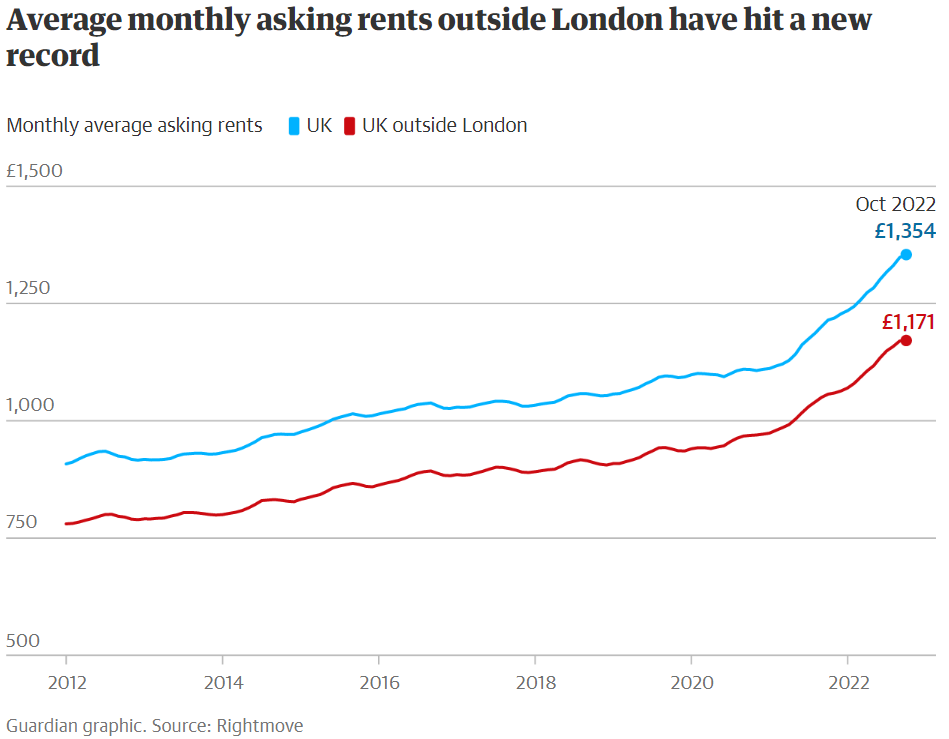 Average monthly asking rents outside London have hit a new
record
Monthly average asking rents UK UK outside London
£1,500
Oct 2022
£1,354
1,250
£1,171
1,000
750
500
2012 2014 2016 2018 2020 2022
Guardian graphic. Source: Rightmove